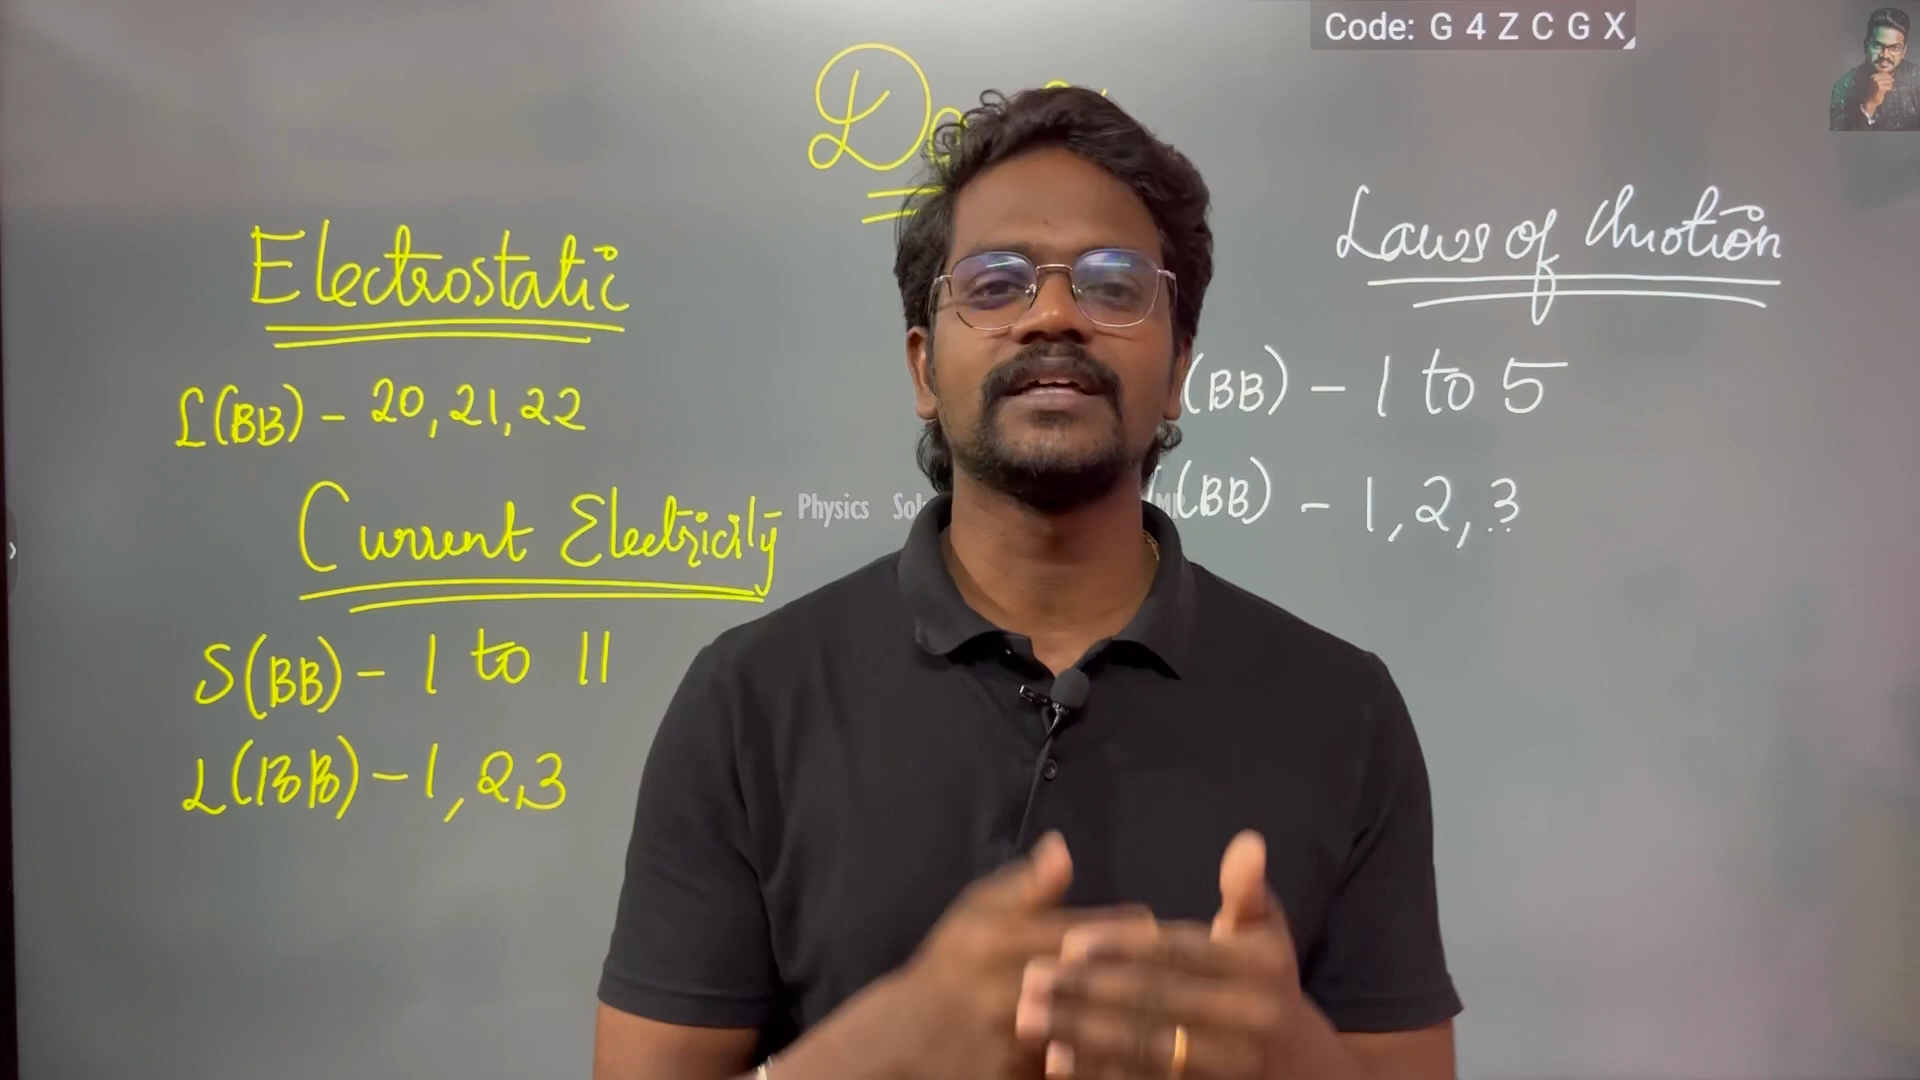 Code: G 4 Z C G X
Electrostatic
L(BB) - 20, 21, 22
Current Electricity
S(BB) - 1 to 11
L(BB) - 1, 2, 3
Physics
Laws of Motion
(BB) - 1 to 5
(BB) - 1, 2, 3